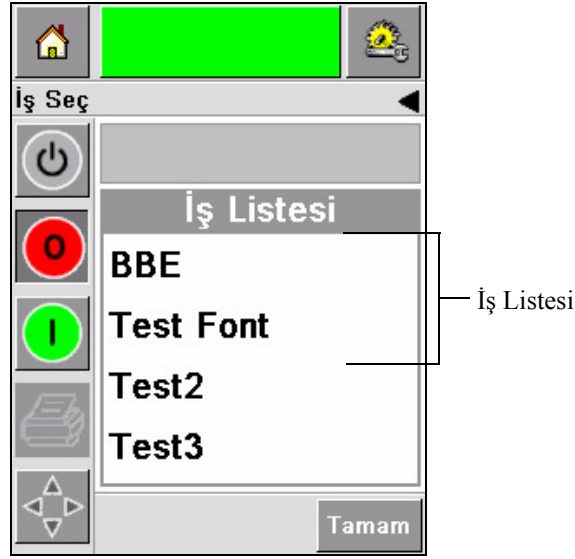 İş Seç
İş Listesi
O
BBE
I
Test Font
Test2
Test3
Tamam
İş Listesi